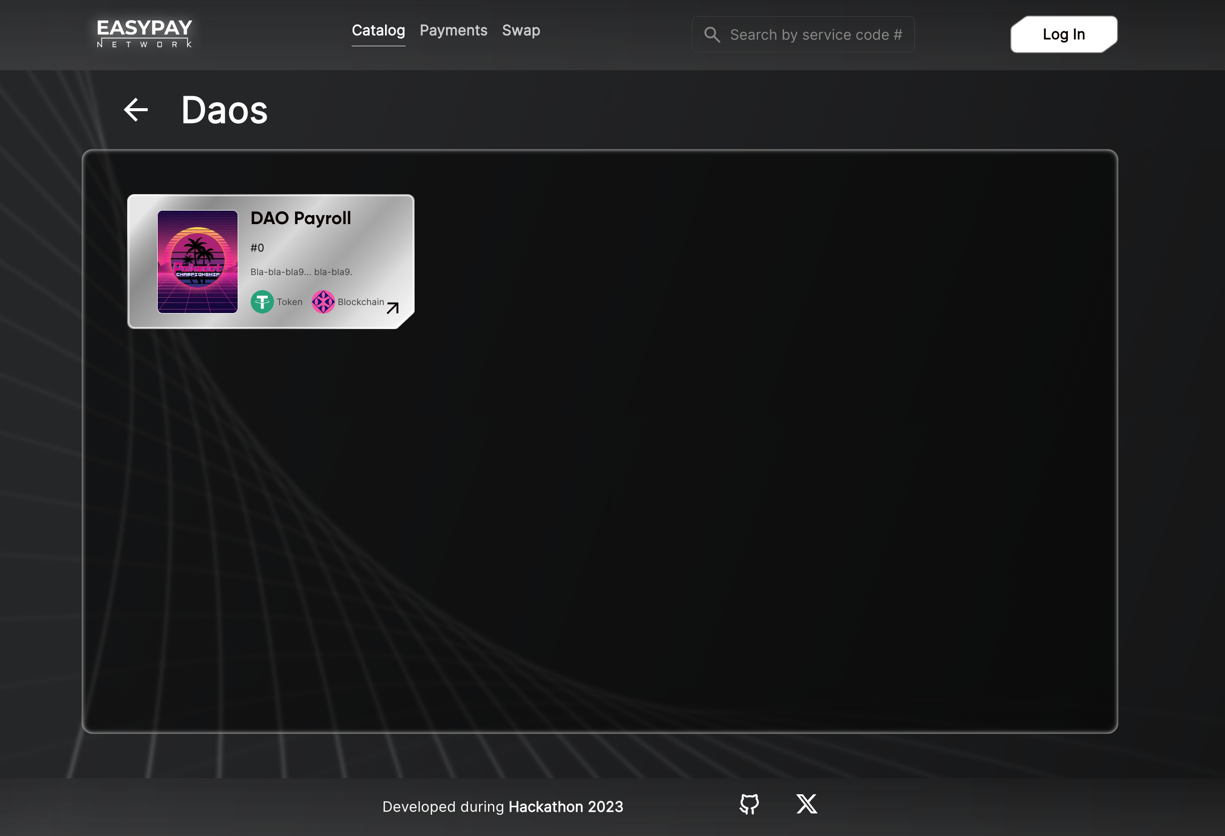 EASYPAY
NETWORK
Catalog Payments Swap
Search by service code #
Log In
Daos
DAO Payroll
#0
Bla-bla-bla9... bla-bla9.
Token Blockchain
CHAMPIONSHIP
Developed during Hackathon 2023